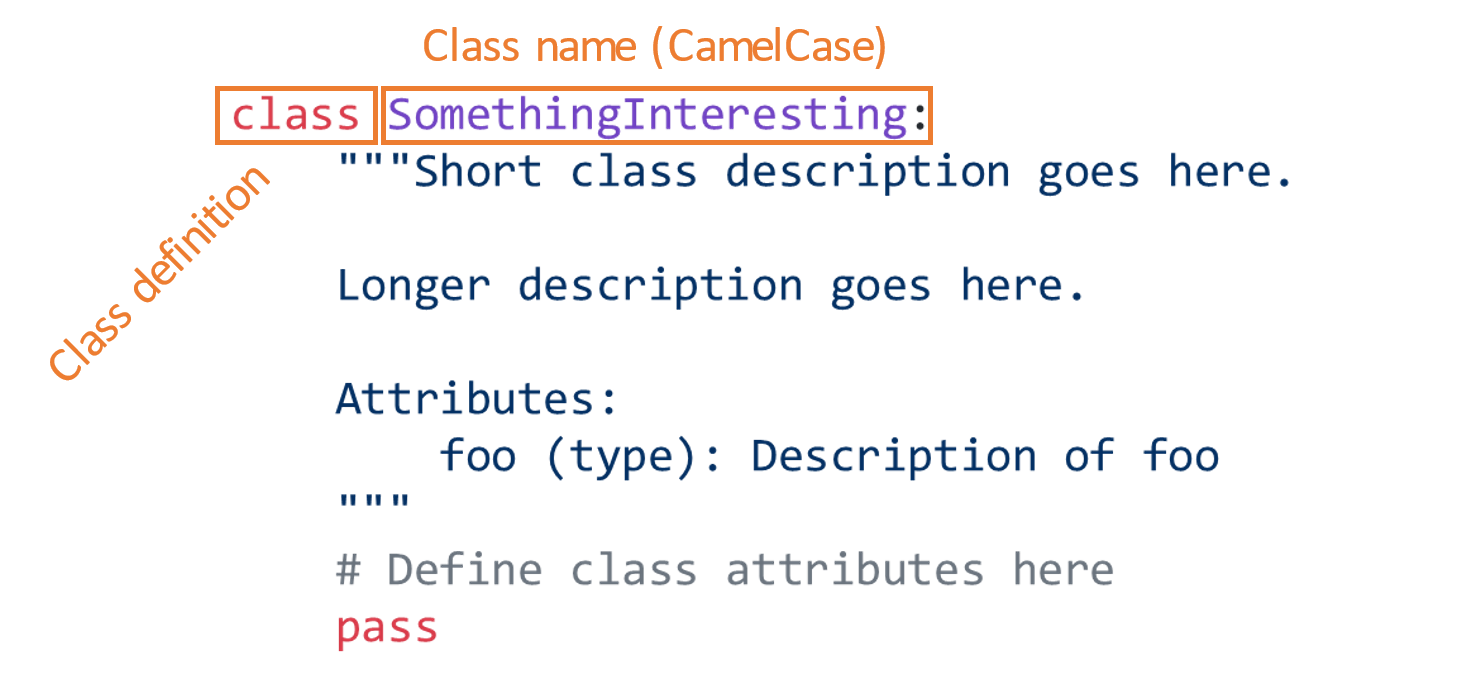 Class name (CamelCase)
class SomethingInteresting:
"""Short class description goes here.
Class definition
Longer description goes here.
Attributes:
foo (type): Description of foo
"""
# Define class attributes here
pass